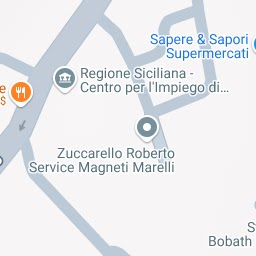 Sapere & Sapori
Supermercati
Regione Siciliana -
Centro per l'Impiego di...
e
$
Zuccarello Roberto
Service Magneti Marelli
S
Bobath